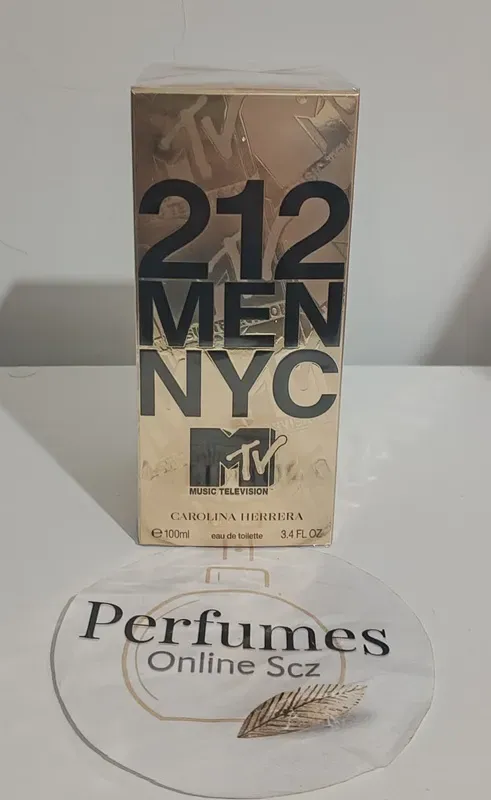 TV
212
MEN
NYC
MTV
MUSIC TELEVISION
CAROLINA HERRERA
℮ 100ml eau de toilette 3.4 FL OZ
Perfumes
Online Scz